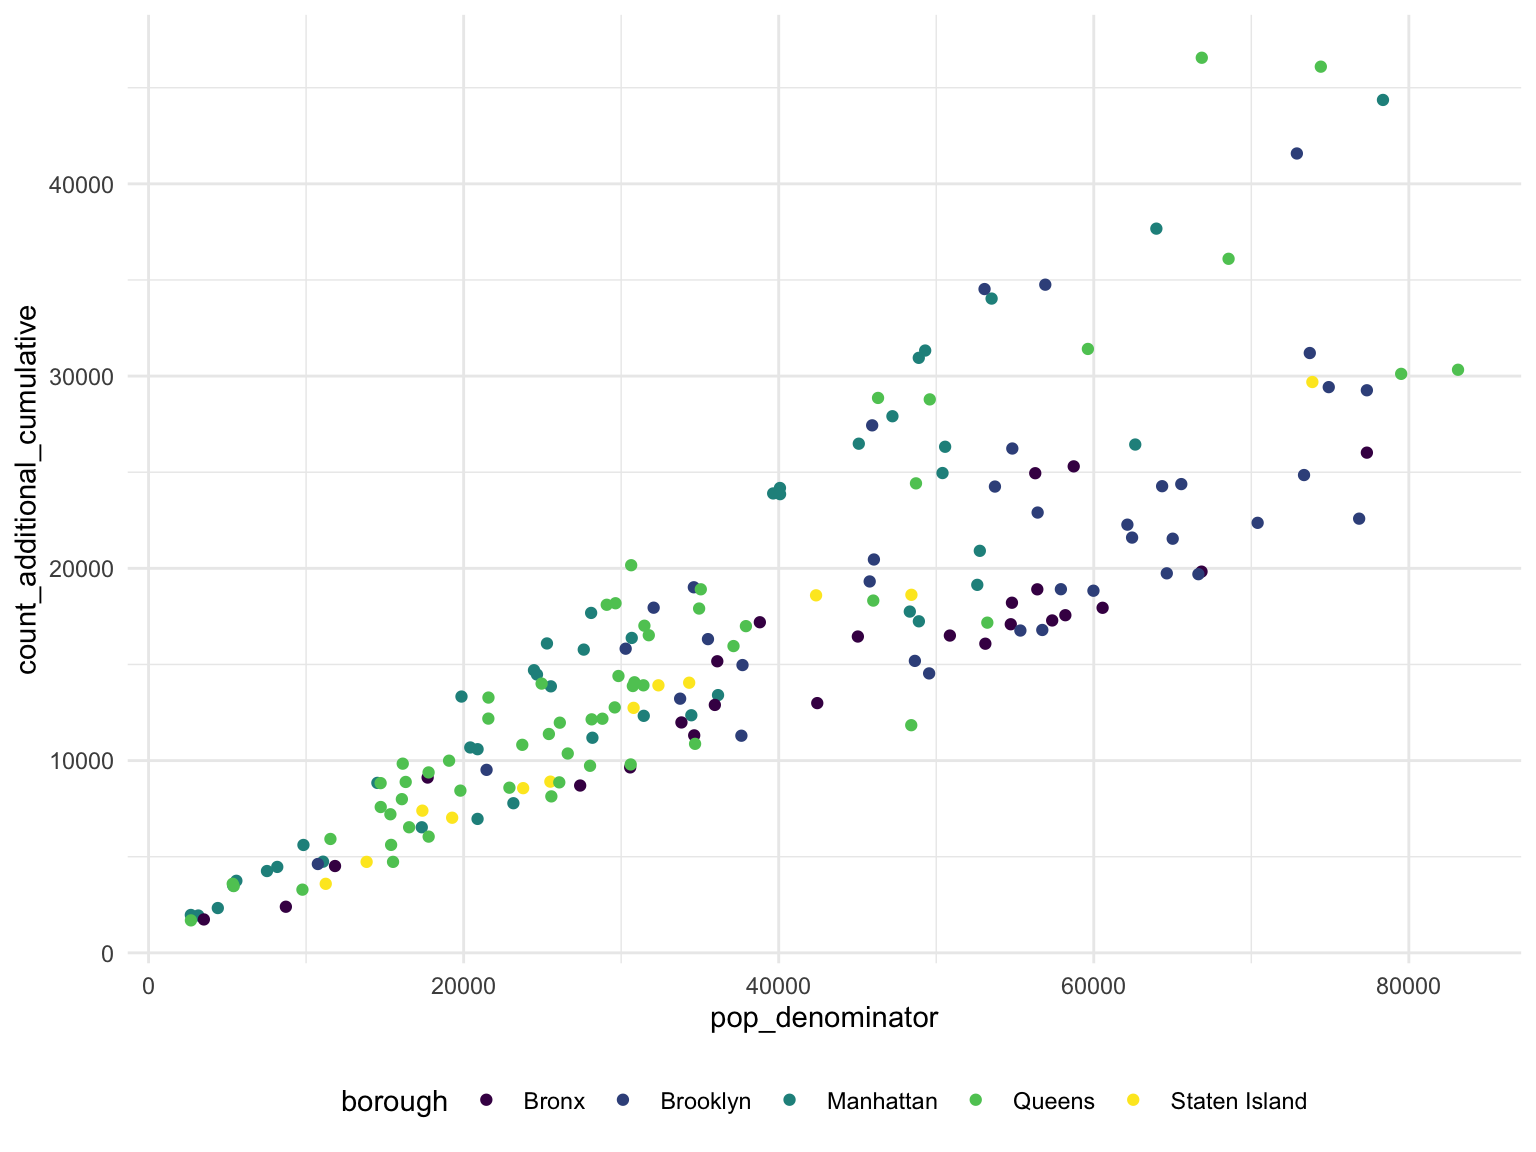 count_additional_cumulative
40000
30000
20000
10000
0
0 20000 40000 60000 80000
pop_denominator
borough Bronx Brooklyn Manhattan Queens Staten Island